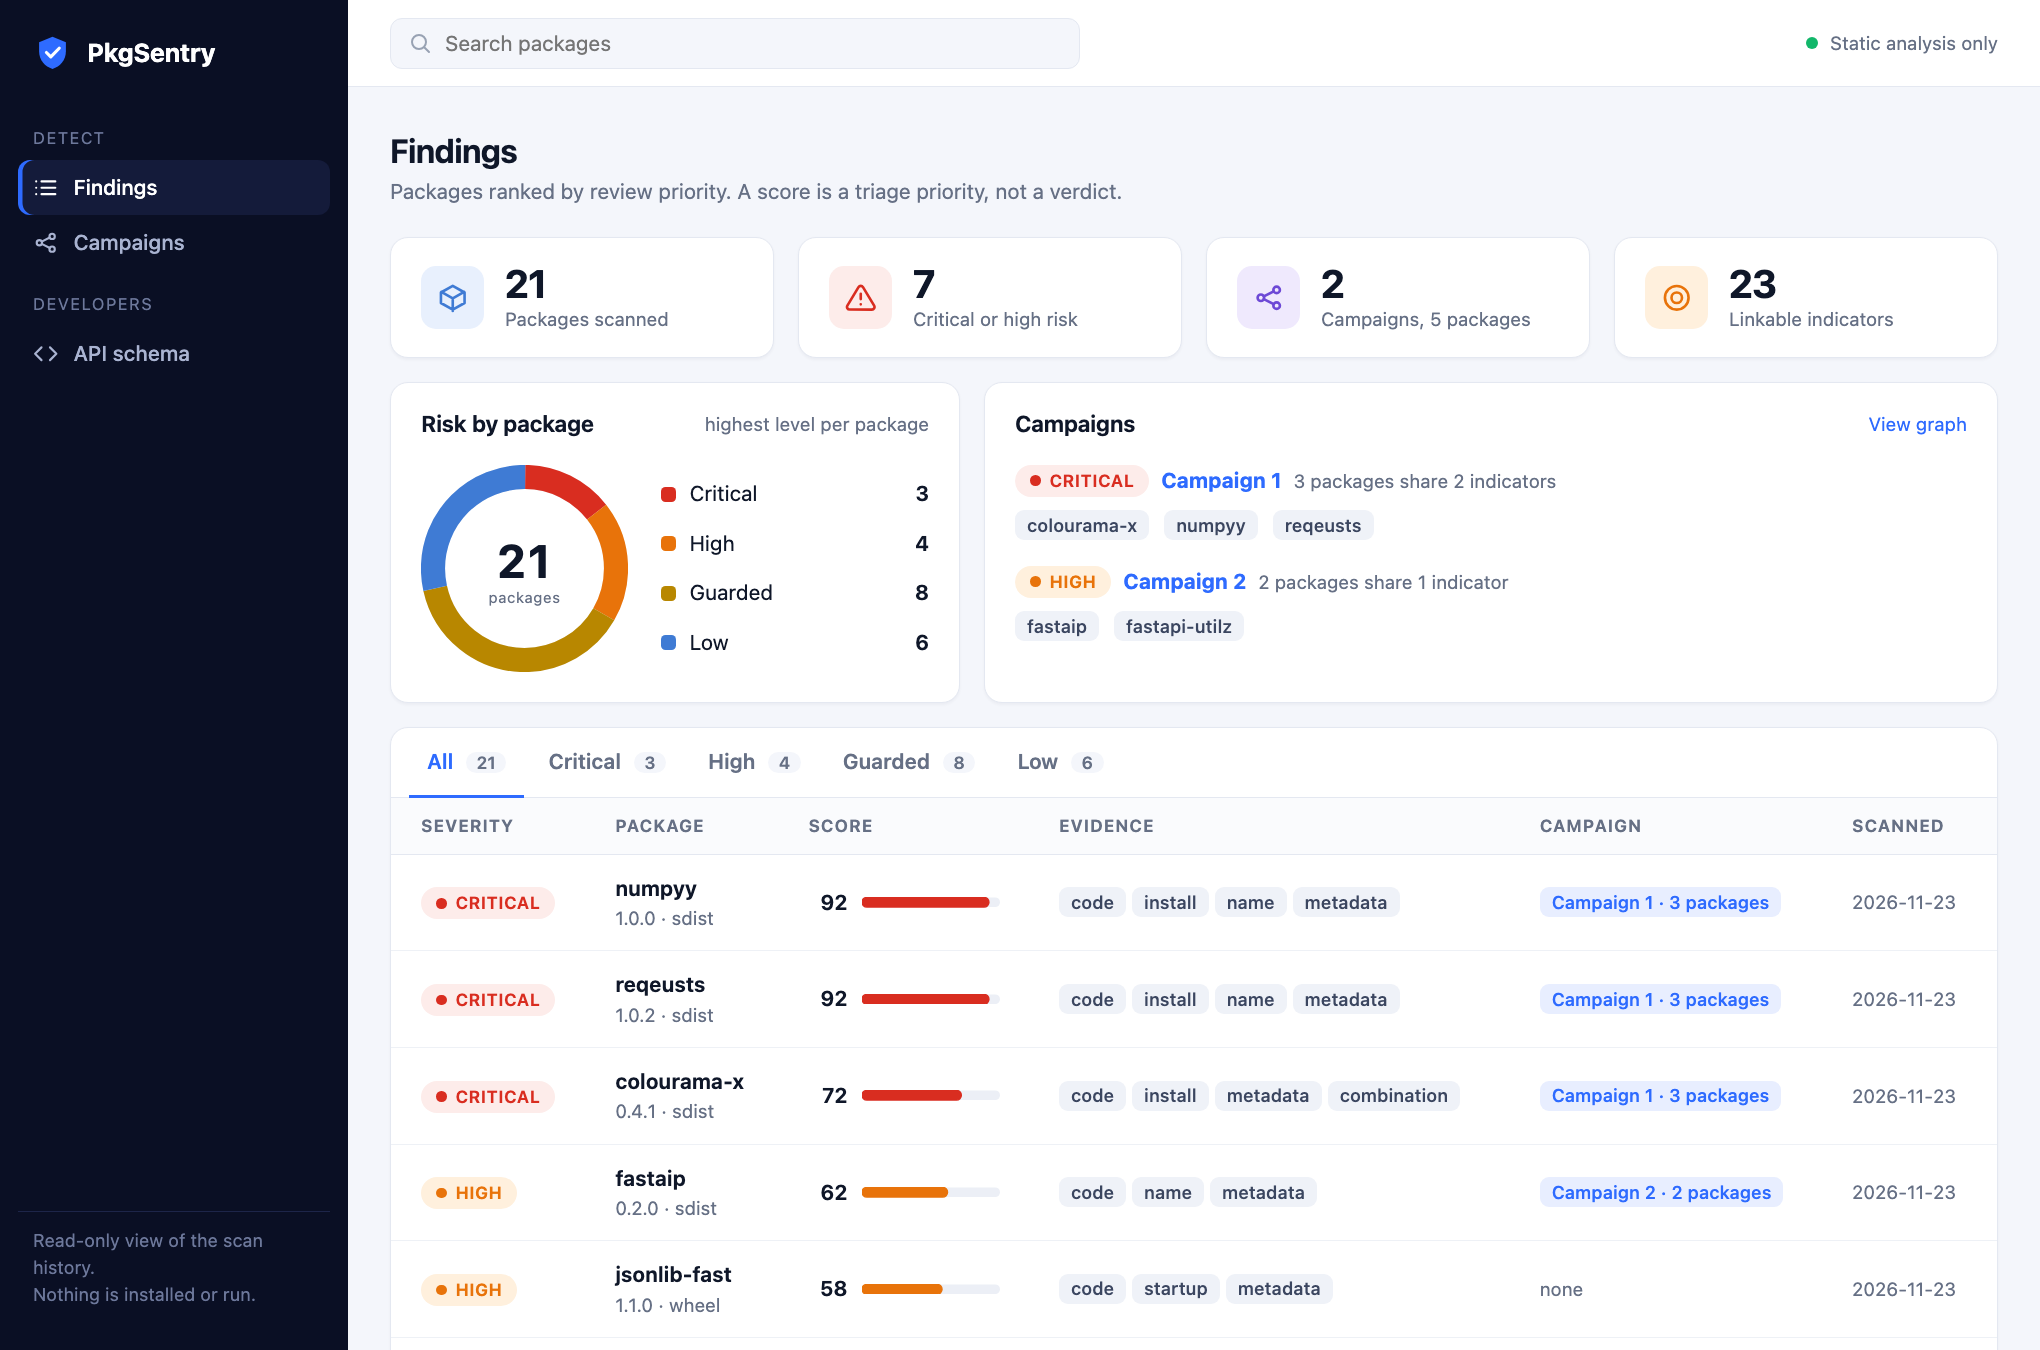 PkgSentry
DETECT
Findings
Campaigns
DEVELOPERS
API schema
Read-only view of the scan
history.
Nothing is installed or run.
Search packages
Static analysis only
Findings
Packages ranked by review priority. A score is a triage priority, not a verdict.
21
Packages scanned
7
Critical or high risk
2
Campaigns, 5 packages
23
Linkable indicators
Risk by package highest level per package
21
packages
Critical 3
High 4
Guarded 8
Low 6
Campaigns View graph
CRITICAL Campaign 1 3 packages share 2 indicators
colourama-x numpyy reqeusts
HIGH Campaign 2 2 packages share 1 indicator
fastaip fastapi-utilz
All 21 Critical 3 High 4 Guarded 8 Low 6
SEVERITY PACKAGE SCORE EVIDENCE CAMPAIGN SCANNED
CRITICAL numpyy 92 code install name metadata Campaign 1 · 3 packages 2026-11-23
1.0.0 · sdist
CRITICAL reqeusts 92 code install name metadata Campaign 1 · 3 packages 2026-11-23
1.0.2 · sdist
CRITICAL colourama-x 72 code install metadata combination Campaign 1 · 3 packages 2026-11-23
0.4.1 · sdist
HIGH fastaip 62 code name metadata Campaign 2 · 2 packages 2026-11-23
0.2.0 · sdist
HIGH jsonlib-fast 58 code startup metadata none 2026-11-23
1.1.0 · wheel